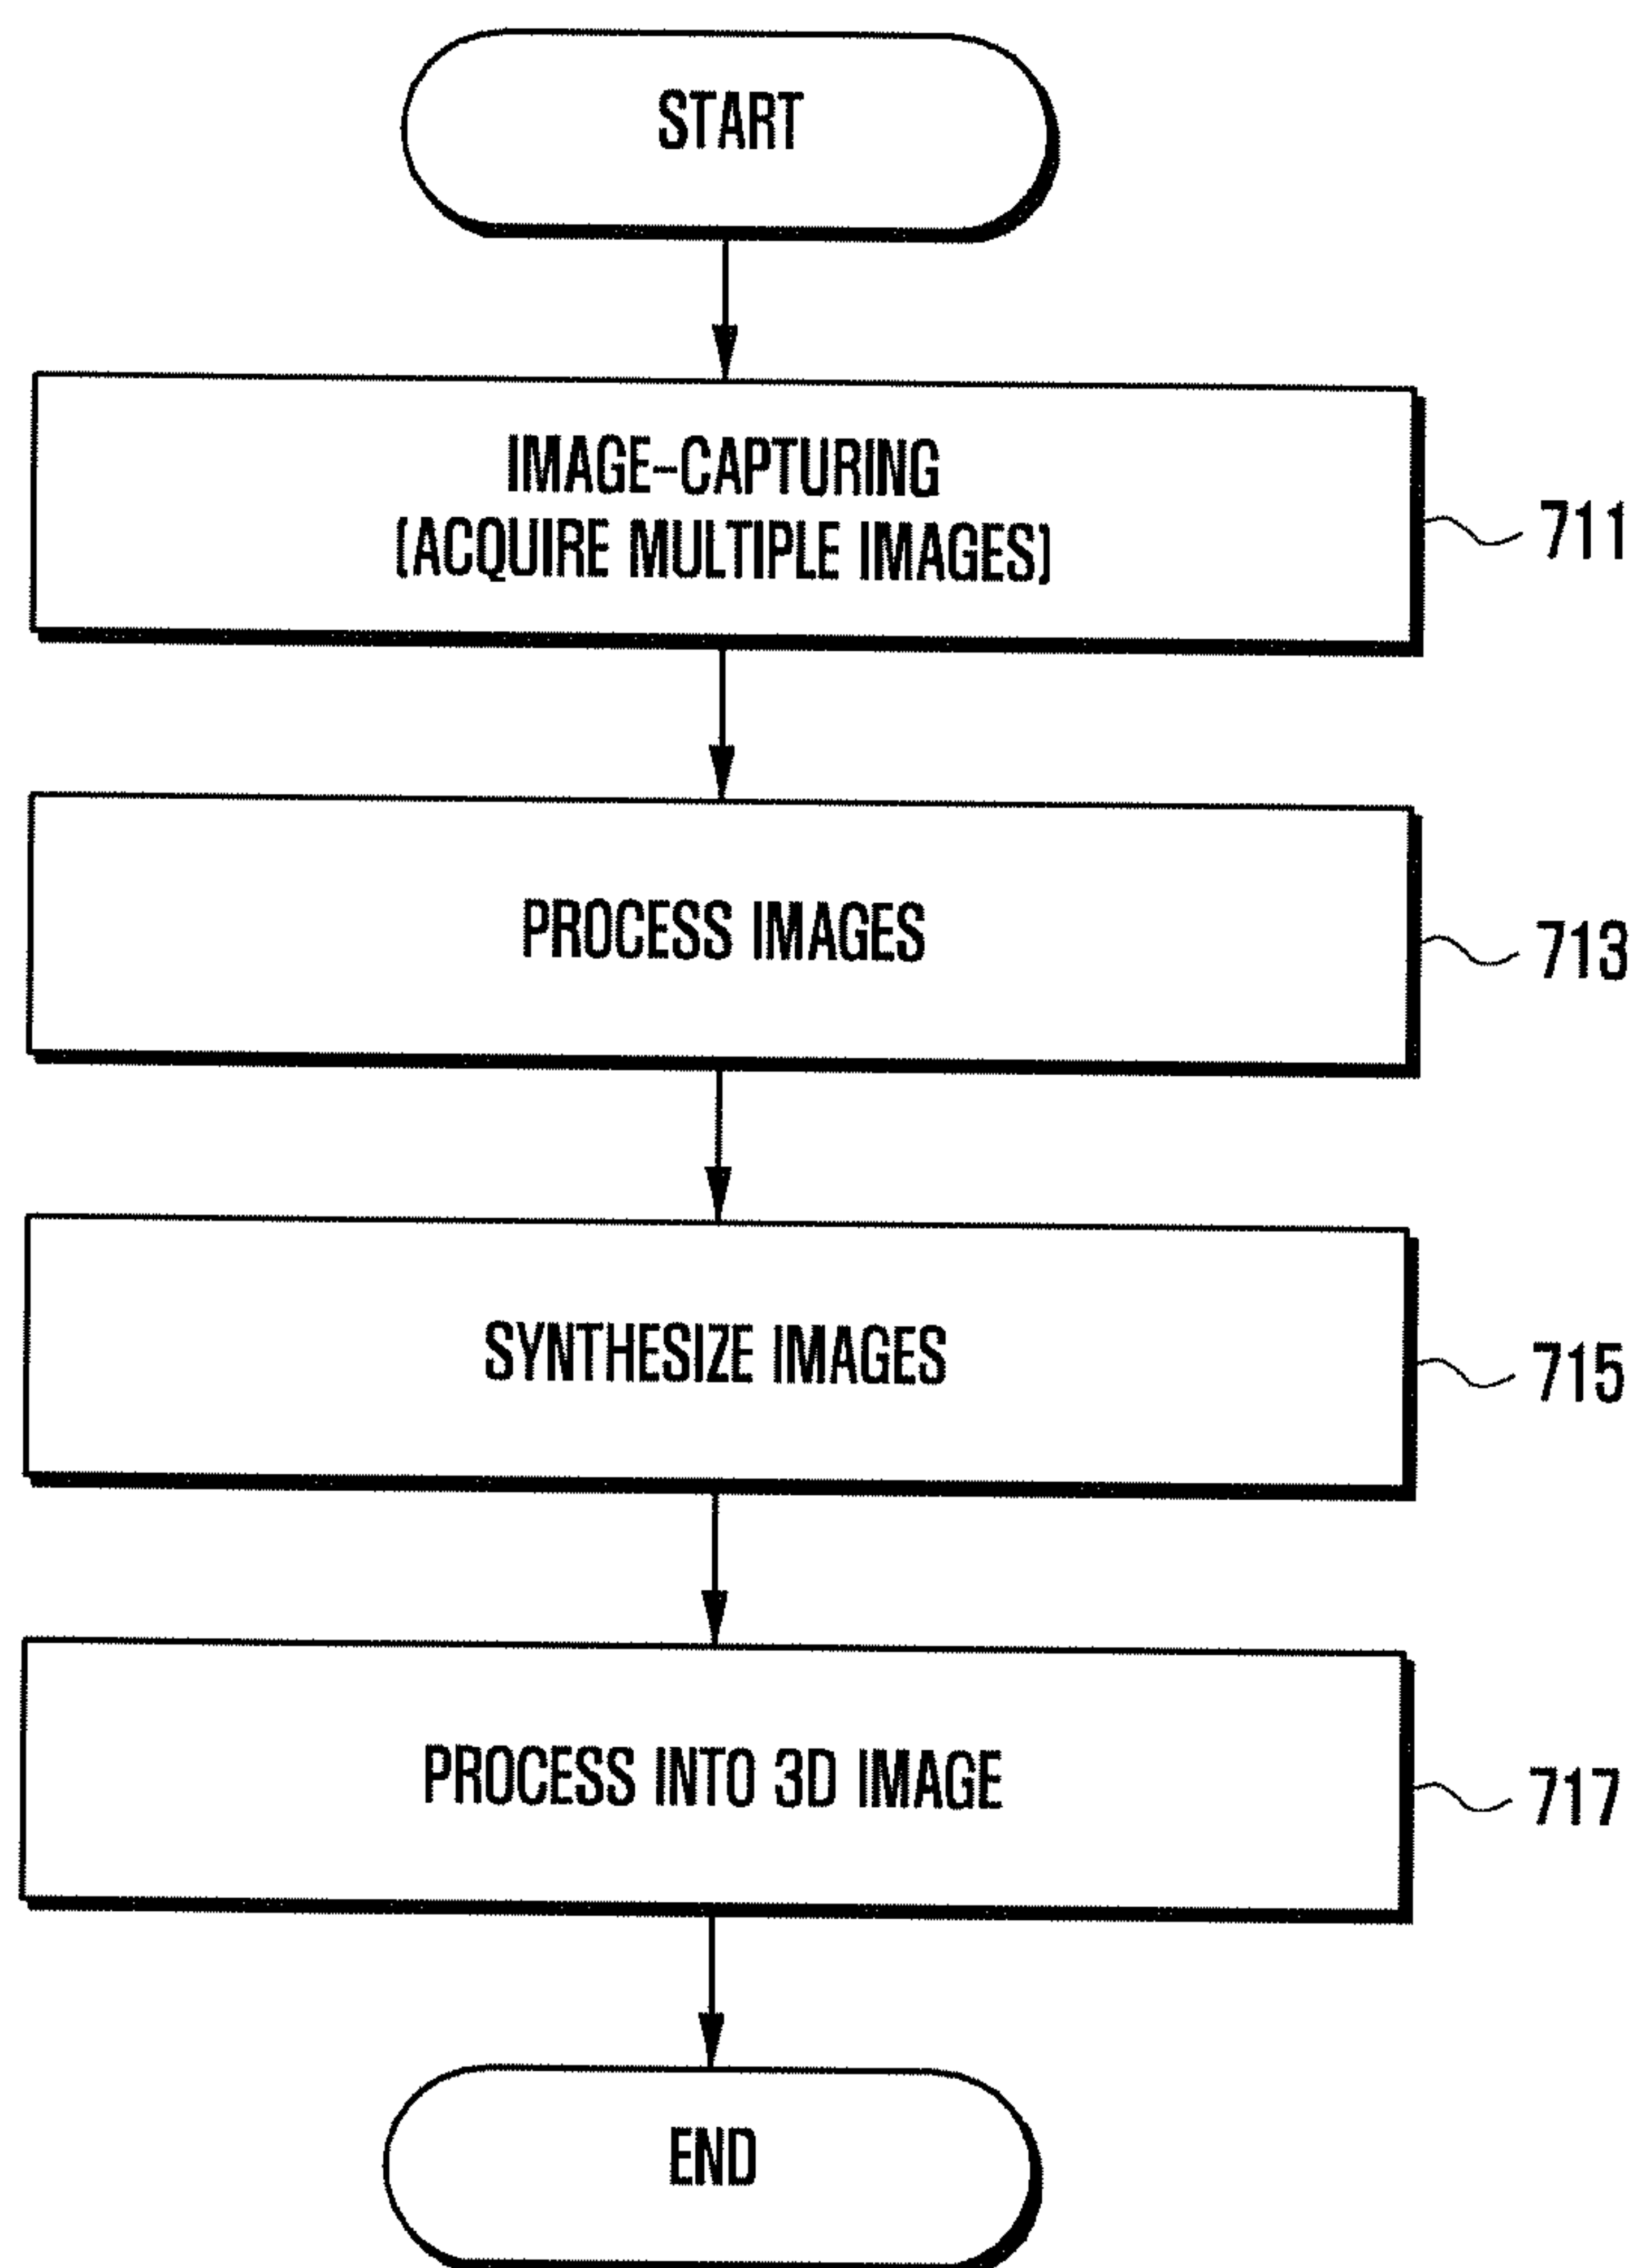 START
IMAGE-CAPTURING
(ACQUIRE MULTIPLE IMAGES)
711
PROCESS IMAGES
713
SYNTHESIZE IMAGES
715
PROCESS INTO 3D IMAGE
717
END